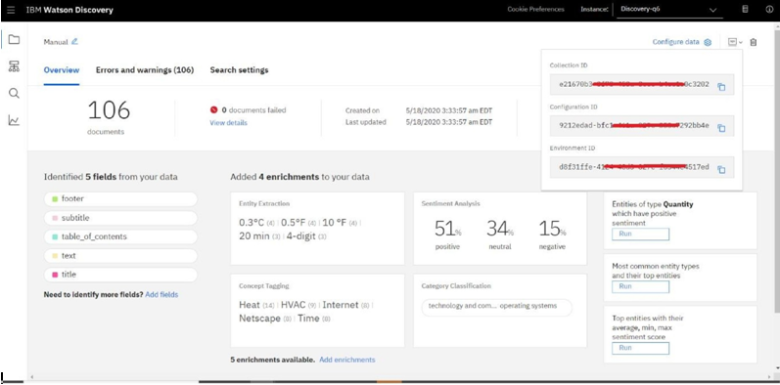 IBM Watson Discovery
Cookie Preferences
Instance:
Discovery-q6
Manual
Configure data
Overview
Errors and warnings (106)
Search settings
106
documents
0 documents failed
View details
Created on 5/18/2020 3:33:57 am EDT
Last updated 5/18/2020 3:33:57 am EDT
Collection ID
Configuration ID
Environment ID
Identified 5 fields from your data
footer
subtitle
table_of_contents
text
title
Need to identify more fields? Add fields
Added 4 enrichments to your data
Entity Extraction
0.3°C (4) | 0.5°F (4) | 10 °F (4) |
20 min (3) | 4-digit (3)
Sentiment Analysis
51% 34% 15%
positive neutral negative
Concept Tagging
Heat (14) | HVAC (9) | Internet (8) |
Netscape (8) | Time (8)
Category Classification
technology and com... operating systems
5 enrichments available. Add enrichments
Entities of type Quantity
which have positive
sentiment
Run
Most common entity types
and their top entities
Run
Top entities with their
average, min, max
sentiment score
Run